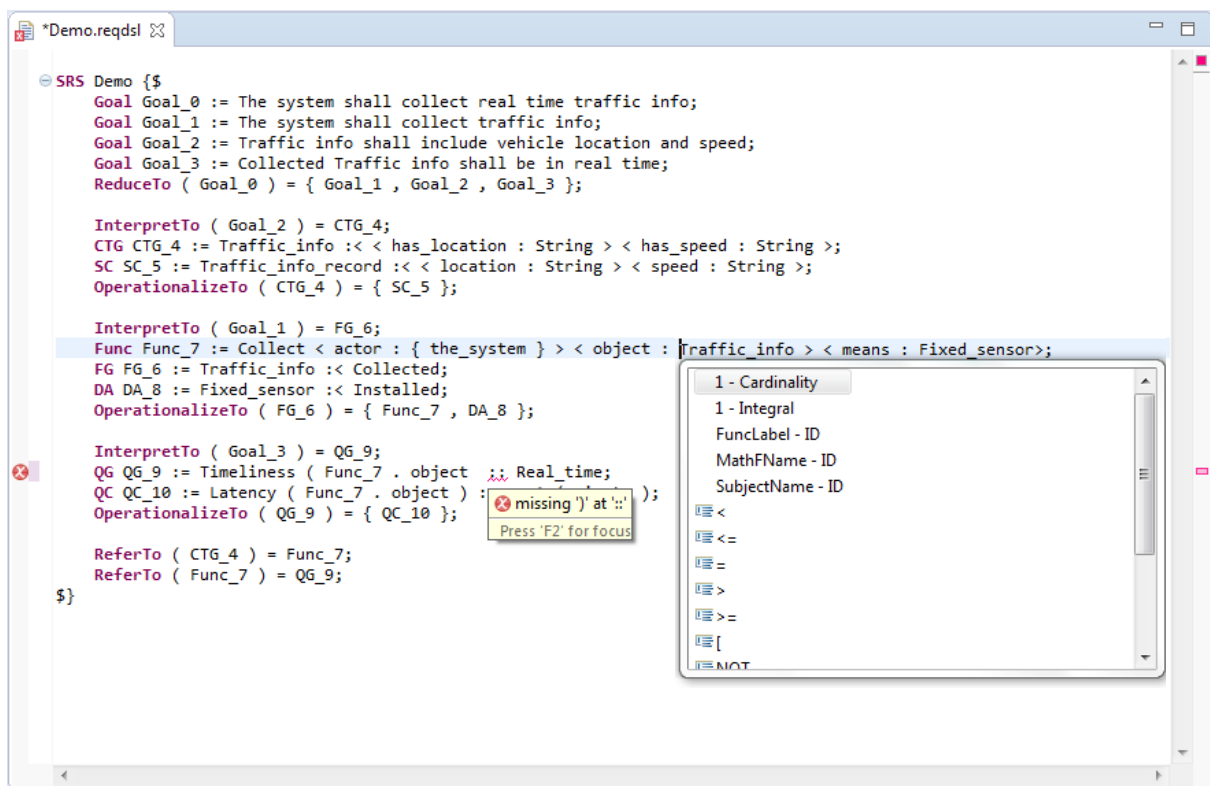 *Demo.reqdsl
SRS Demo {$
Goal Goal_0 := The system shall collect real time traffic info;
Goal Goal_1 := The system shall collect traffic info;
Goal Goal_2 := Traffic info shall include vehicle location and speed;
Goal Goal_3 := Collected Traffic info shall be in real time;
ReduceTo ( Goal_0 ) = { Goal_1 , Goal_2 , Goal_3 };
InterpretTo ( Goal_2 ) = CTG_4;
CTG CTG_4 := Traffic_info :< < has_location : String > < has_speed : String >;
SC SC_5 := Traffic_info_record :< < location : String > < speed : String >;
OperationalizeTo ( CTG_4 ) = { SC_5 };
InterpretTo ( Goal_1 ) = FG_6;
Func Func_7 := Collect < actor : { the_system } > < object : Traffic_info > < means : Fixed_sensor>;
FG FG_6 := Traffic_info :< Collected;
DA DA_8 := Fixed_sensor :< Installed;
OperationalizeTo ( FG_6 ) = { Func_7 , DA_8 };
InterpretTo ( Goal_3 ) = QG_9;
QG QG_9 := Timeliness ( Func_7 . object :: Real_time;
QC QC_10 := Latency ( Func_7 . object ) : );
OperationalizeTo ( QG_9 ) = { QC_10 };
ReferTo ( CTG_4 ) = Func_7;
ReferTo ( Func_7 ) = QG_9;
$}
missing ')' at '::'
Press 'F2' for focus
1 - Cardinality
1 - Integral
FuncLabel - ID
MathFName - ID
SubjectName - ID
<
<=
=
>
>=
[
NOT